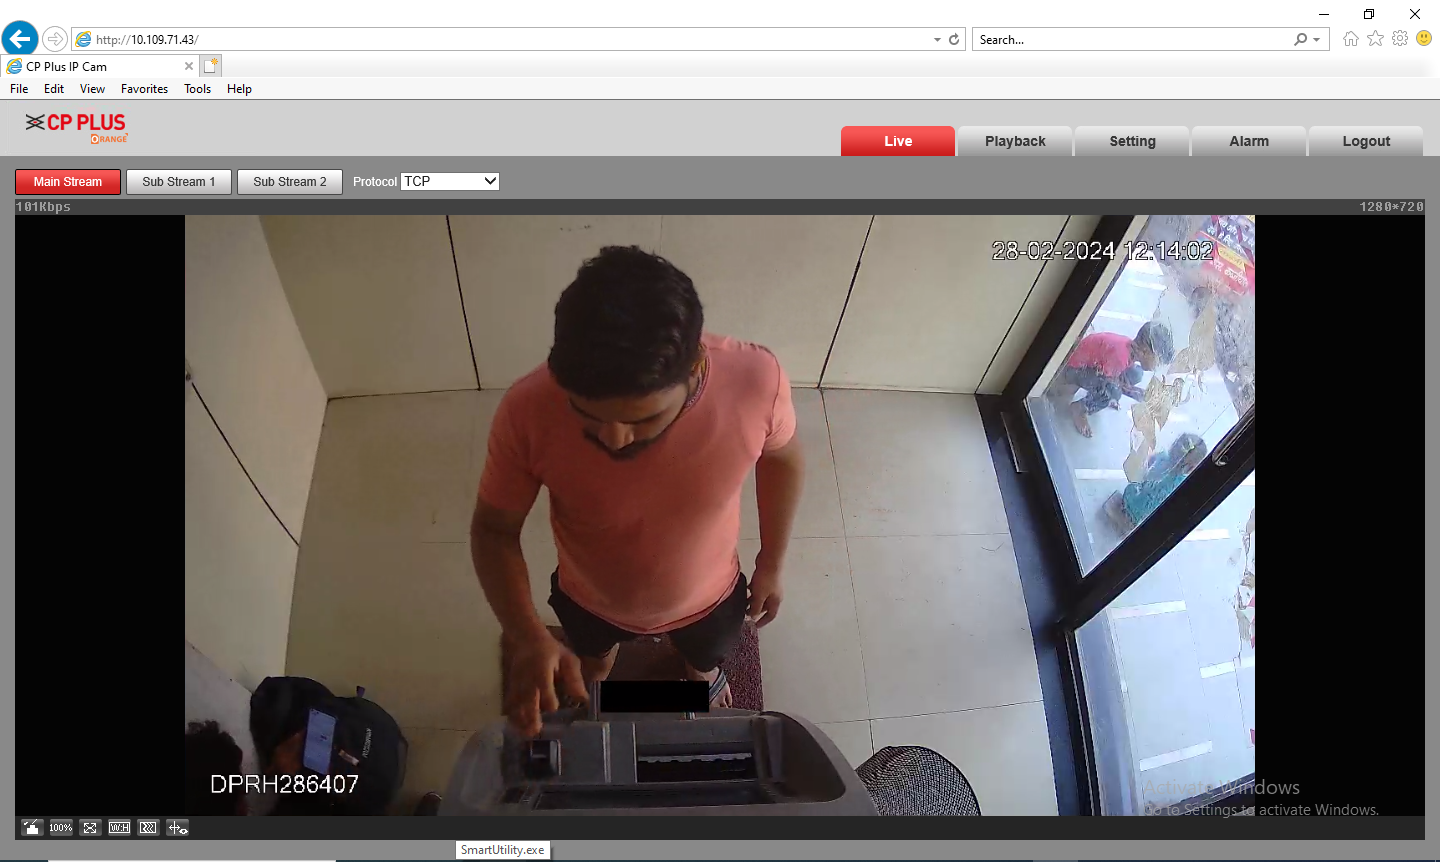 http://10.109.71.43/
Search...
CP Plus IP Cam
File Edit View Favorites Tools Help
CP PLUS
ORANGE
Live Playback Setting Alarm Logout
Main Stream Sub Stream 1 Sub Stream 2 Protocol TCP
101Kbps 1280*720
28-02-2024 12:14:02
DPRH286407
Activate Windows
Go to Settings to activate Windows.
100% W:H
SmartUtility.exe